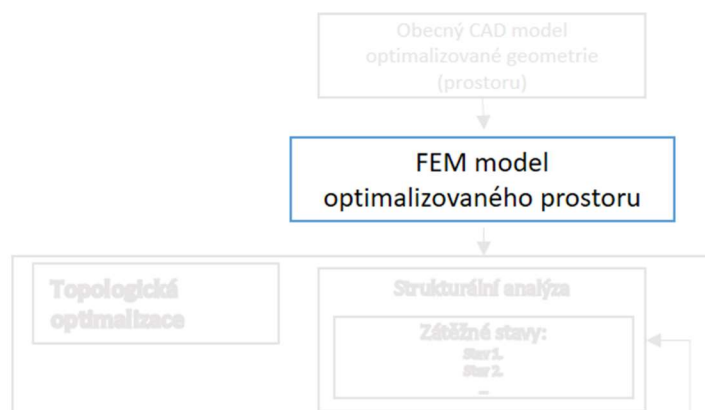 Obecný CAD model
optimalizované geometrie
(prostoru)
FEM model
optimalizovaného prostoru
Topologická
optimalizace
Strukturální analýza
Zátěžné stavy:
Stav 1.
Stav 2.
...